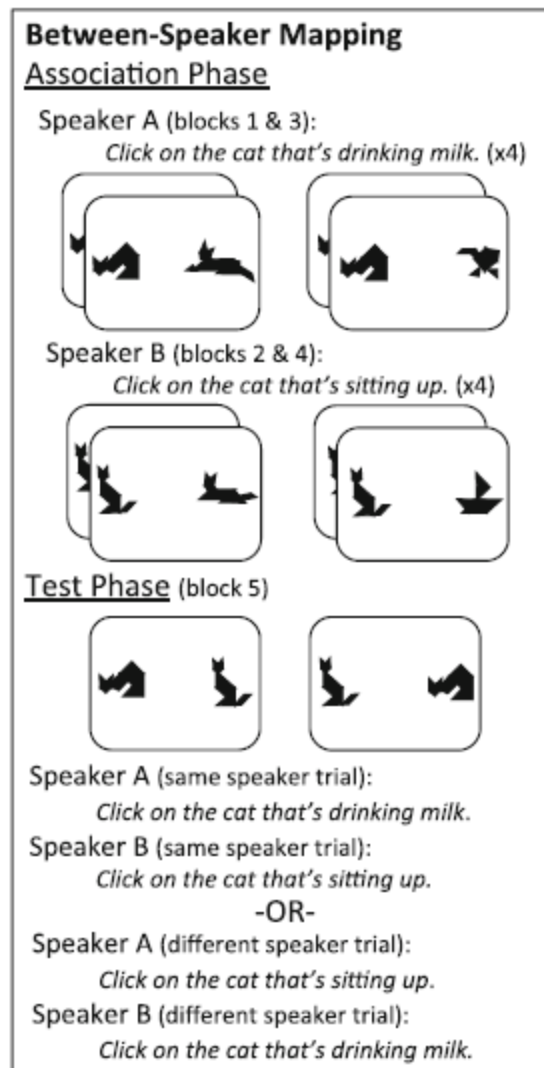 Between-Speaker Mapping
Association Phase
Speaker A (blocks 1 & 3):
Click on the cat that's drinking milk. (x4)
Speaker B (blocks 2 & 4):
Click on the cat that's sitting up. (x4)
Test Phase (block 5)
Speaker A (same speaker trial):
Click on the cat that's drinking milk.
Speaker B (same speaker trial):
Click on the cat that's sitting up.
-OR-
Speaker A (different speaker trial):
Click on the cat that's sitting up.
Speaker B (different speaker trial):
Click on the cat that's drinking milk.